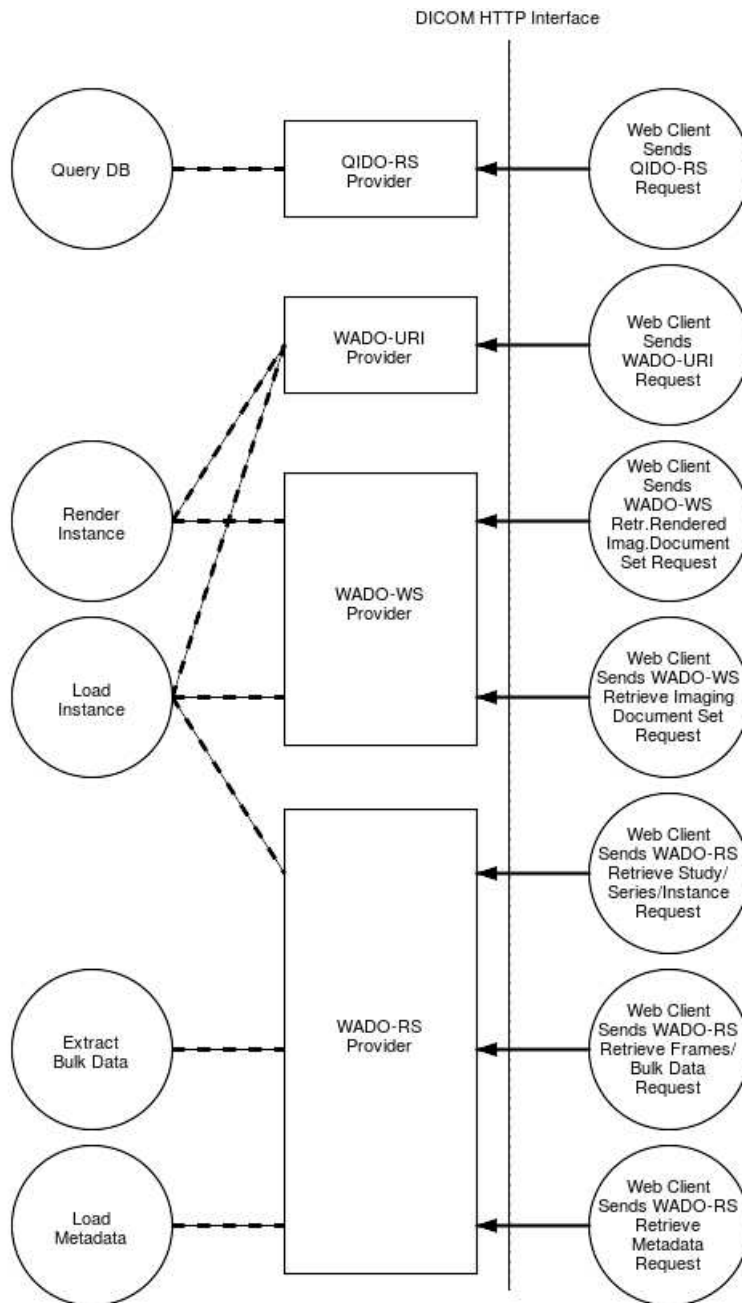 DICOM HTTP Interface
Query DB
QIDO-RS
Provider
Web Client
Sends
QIDO-RS
Request
WADO-URI
Provider
Web Client
Sends
WADO-URI
Request
Render
Instance
WADO-WS
Provider
Web Client
Sends
WADO-WS
Retr.Rendered
Imag.Document
Set Request
Load
Instance
Web Client
Sends WADO-WS
Retrieve Imaging
Document Set
Request
Web Client
Sends WADO-RS
Retrieve Study/
Series/Instance
Request
Extract
Bulk Data
WADO-RS
Provider
Web Client
Sends WADO-RS
Retrieve Frames/
Bulk Data
Request
Load
Metadata
Web Client
Sends WADO-RS
Retrieve
Metadata
Request